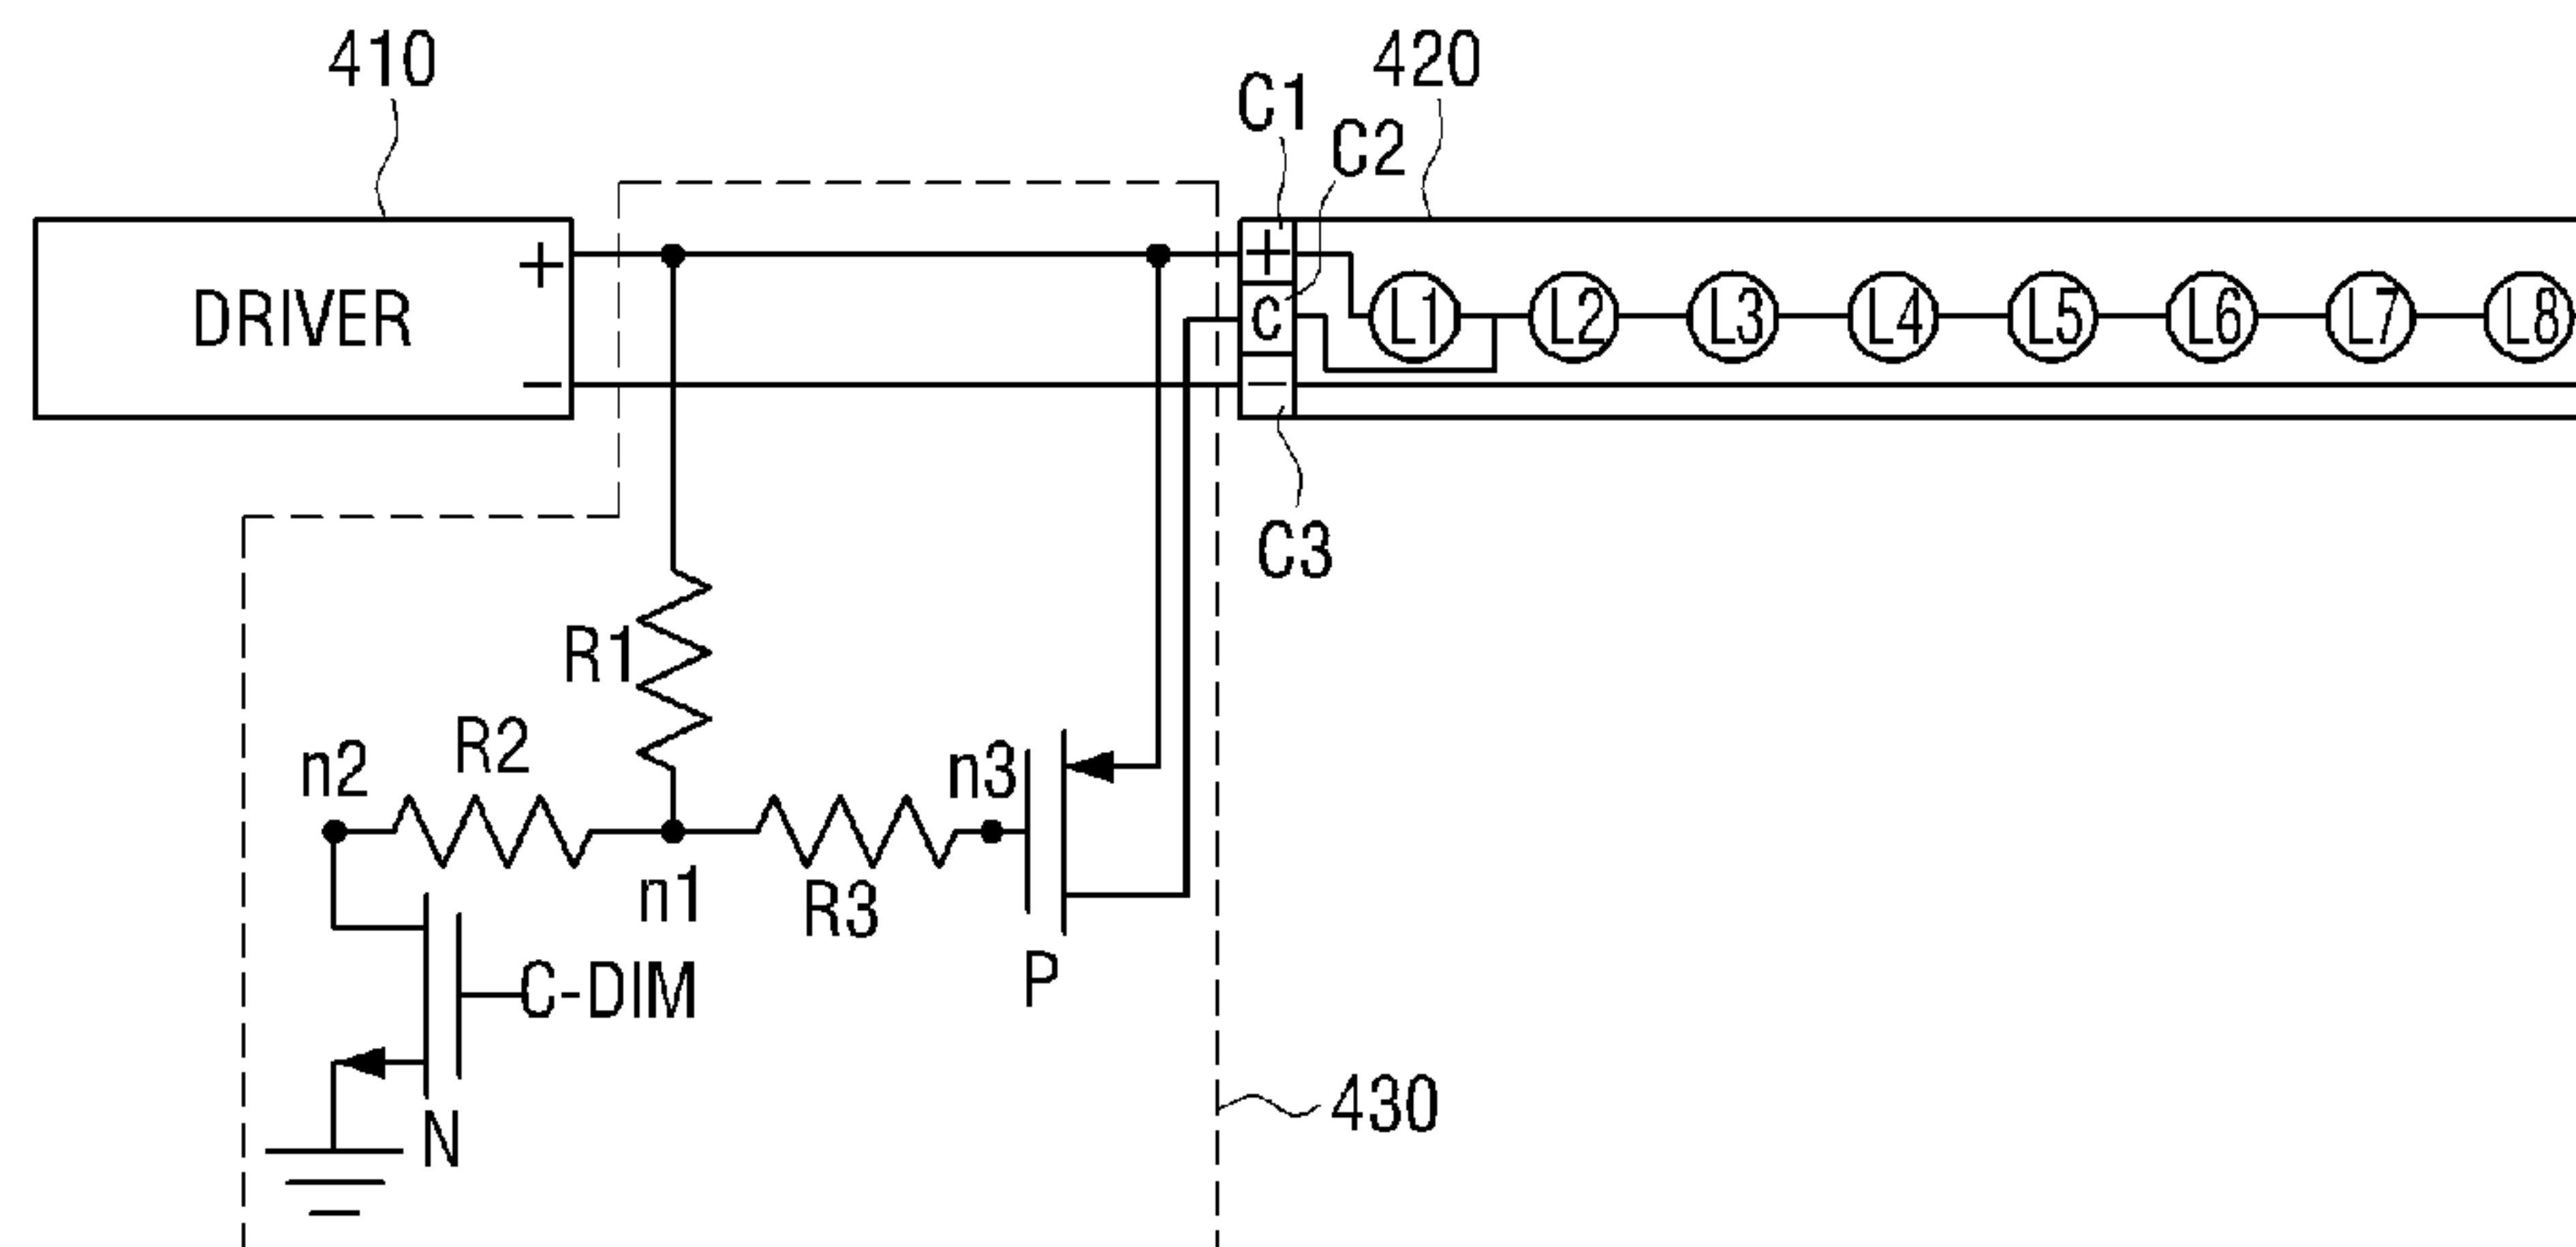 410
420
C1
C2
+
+
DRIVER
C
L1
L2
L3
L4
L5
L6
L7
L8
−
−
C3
R1
R2
n2
n3
n1
R3
P
C-DIM
N
430